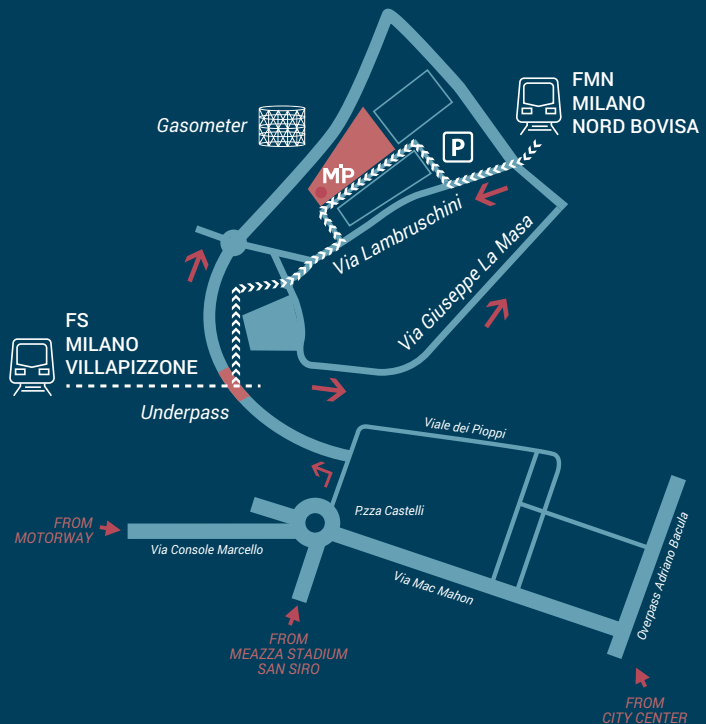 FMN
MILANO
NORD BOVISA
Gasometer
P
MP
Via Lambruschini
Via Giuseppe La Masa
FS
MILANO
VILLAPIZZONE
Underpass
Viale dei Pioppi
P.zza Castelli
FROM
MOTORWAY
Via Console Marcello
Via Mac Mahon
Overpass Adriano Bacula
FROM
MEAZZA STADIUM
SAN SIRO
FROM
CITY CENTER